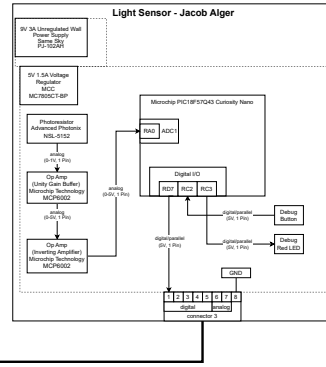 Light Sensor - Jacob Alger
9V 3A Unregulated Wall
Power Supply
Same Sky
PJ-102AH
5V 1.5A Voltage
Regulator
MCC
MC7805CT-BP
Photoresistor
Advanced Photonix
NSL-5152
analog
(0-1V, 1 Pin)
Op Amp
(Unity Gain Buffer)
Microchip Technology
MCP6002
analog
(0-5V, 1 Pin)
Op Amp
(Inverting Amplifier)
Microchip Technology
MCP6002
analog
(0-5V, 1 Pin)
Microchip PIC18F57Q43 Curiosity Nano
RA0 ADC1
Digital I/O
RD7 RC2 RC3
digital/parallel
(5V, 1 Pin)
Debug
Button
digital/parallel
(5V, 1 Pin)
Debug
Red LED
digital/parallel
(5V, 1 Pin)
GND
1 2 3 4 5 6 7 8
digital analog
connector 3